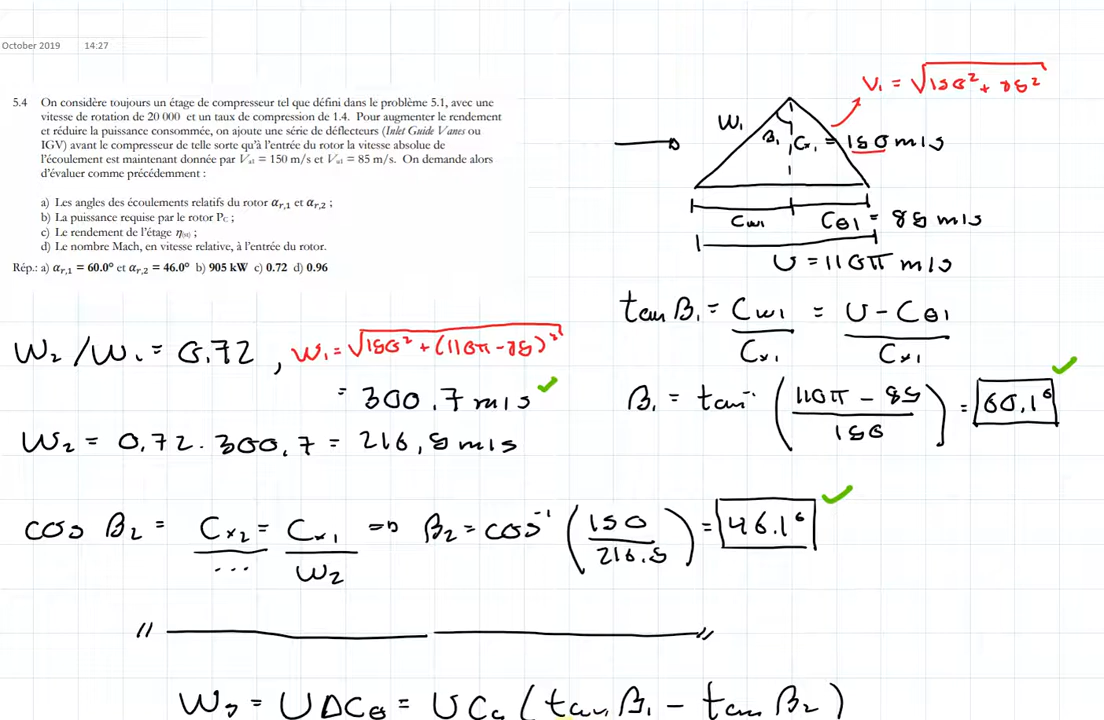 October 2019 14:27
5.4 On considère toujours un étage de compresseur tel que défini dans le problème 5.1, avec une
vitesse de rotation de 20 000 et un taux de compression de 1.4. Pour augmenter le rendement
et réduire la puissance consommée, on ajoute une série de déflecteurs (Inlet Guide Vanes ou
IGV) avant le compresseur de telle sorte qu'à l'entrée du rotor la vitesse absolue de
l'écoulement est maintenant donnée par Vₐ₁ = 150 m/s et Vᵤ₁ = 85 m/s. On demande alors
d'évaluer comme précédemment :
a) Les angles des écoulements relatifs du rotor αr,1 et αr,2 ;
b) La puissance requise par le rotor PC ;
c) Le rendement de l'étage η(st) ;
d) Le nombre Mach, en vitesse relative, à l'entrée du rotor.
Rép.: a) αr,1 = 60.0° et αr,2 = 46.0° b) 905 kW c) 0.72 d) 0.96
V₁ = √(150² + 85²)
W₁ β₁ Cx₁ = 150 m/s
Cw₁ Cθ₁ = 85 m/s
U = 110π m/s
tan β₁ = Cw₁/Cx₁ = (U - Cθ₁)/Cx₁
β₁ = tan⁻¹ ((110π - 85)/150) = 60,1°
W₂/W₁ = 0.72 , W₁ = √(150² + (110π - 85)²)
= 300.7 m/s
W₂ = 0,72 . 300,7 = 216,5 m/s
cos β₂ = Cx₂/... = Cx₁/W₂ => β₂ = cos⁻¹ (150/216.5) = 46.1°
// //
= UΔCθ = U (tan β₁ - tan β₂)